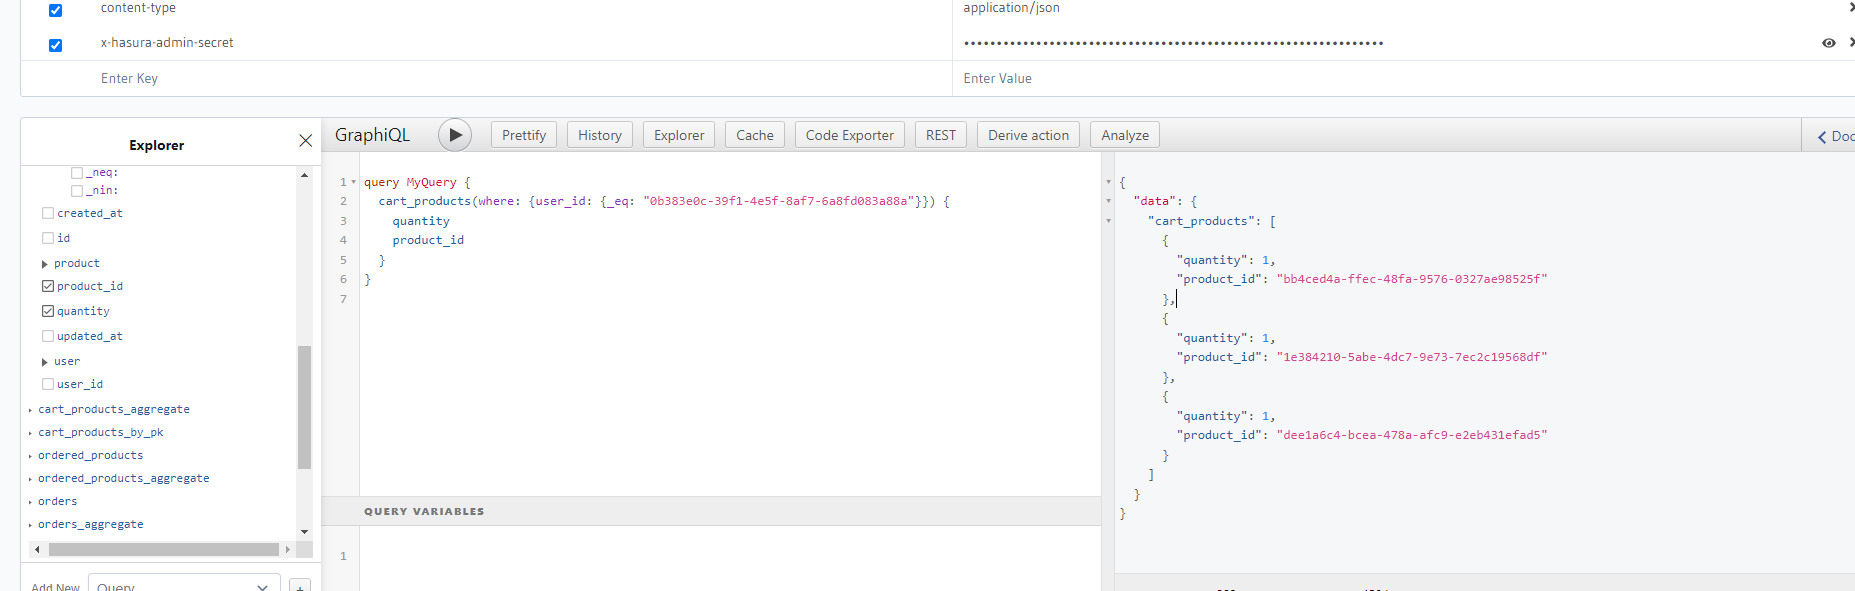 content-type application/json
x-hasura-admin-secret ••••••••••••••••••••••••••••••••••••••••••••••••••••••••••••••••
Enter Key Enter Value
Explorer
_neq:
_nin:
created_at
id
product
product_id
quantity
updated_at
user
user_id
cart_products_aggregate
cart_products_by_pk
ordered_products
ordered_products_aggregate
orders
orders_aggregate
Add New Query +
GraphiQL Prettify History Explorer Cache Code Exporter REST Derive action Analyze Doc
1 query MyQuery {
2 cart_products(where: {user_id: {_eq: "0b383e0c-39f1-4e5f-8af7-6a8fd083a88a"}}) {
3 quantity
4 product_id
5 }
6 }
7
QUERY VARIABLES
1
{
"data": {
"cart_products": [
{
"quantity": 1,
"product_id": "bb4ced4a-ffec-48fa-9576-0327ae98525f"
},
{
"quantity": 1,
"product_id": "1e384210-5abe-4dc7-9e73-7ec2c19568df"
},
{
"quantity": 1,
"product_id": "dee1a6c4-bcea-478a-afc9-e2eb431efad5"
}
]
}
}